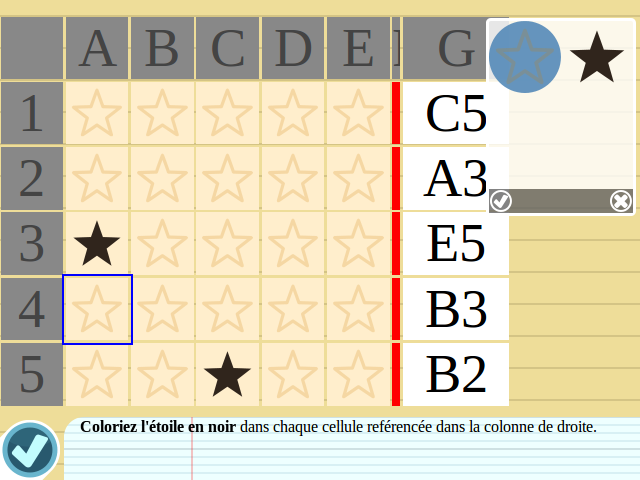 A B C D E G
1 C5
2 A3
3 E5
4 B3
5 B2
Coloriez l'étoile en noir dans chaque cellule référencée dans la colonne de droite.